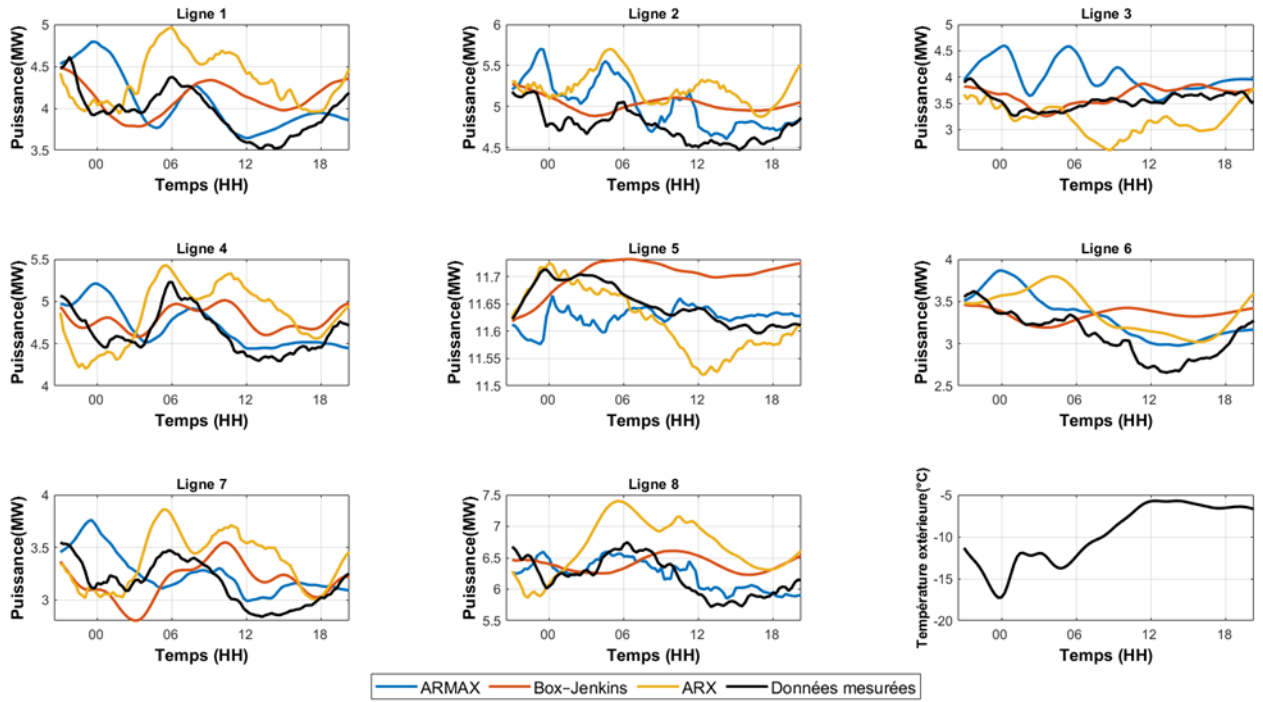 Ligne 1
Puissance(MW)
5
4.5
4
3.5
00 06 12 18
Temps (HH)
Ligne 2
Puissance(MW)
6
5.5
5
4.5
00 06 12 18
Temps (HH)
Ligne 3
Puissance(MW)
5
4.5
4
3.5
3
00 06 12 18
Temps (HH)
Ligne 4
Puissance(MW)
5.5
5
4.5
4
00 06 12 18
Temps (HH)
Ligne 5
Puissance(MW)
11.7
11.65
11.6
11.55
11.5
00 06 12 18
Temps (HH)
Ligne 6
Puissance(MW)
4
3.5
3
2.5
00 06 12 18
Temps (HH)
Ligne 7
Puissance(MW)
4
3.5
3
00 06 12 18
Temps (HH)
Ligne 8
Puissance(MW)
7.5
7
6.5
6
5.5
00 06 12 18
Temps (HH)
Température extérieure(°C)
-5
-10
-15
-20
00 06 12 18
Temps (HH)
ARMAX Box-Jenkins ARX Données mesurées